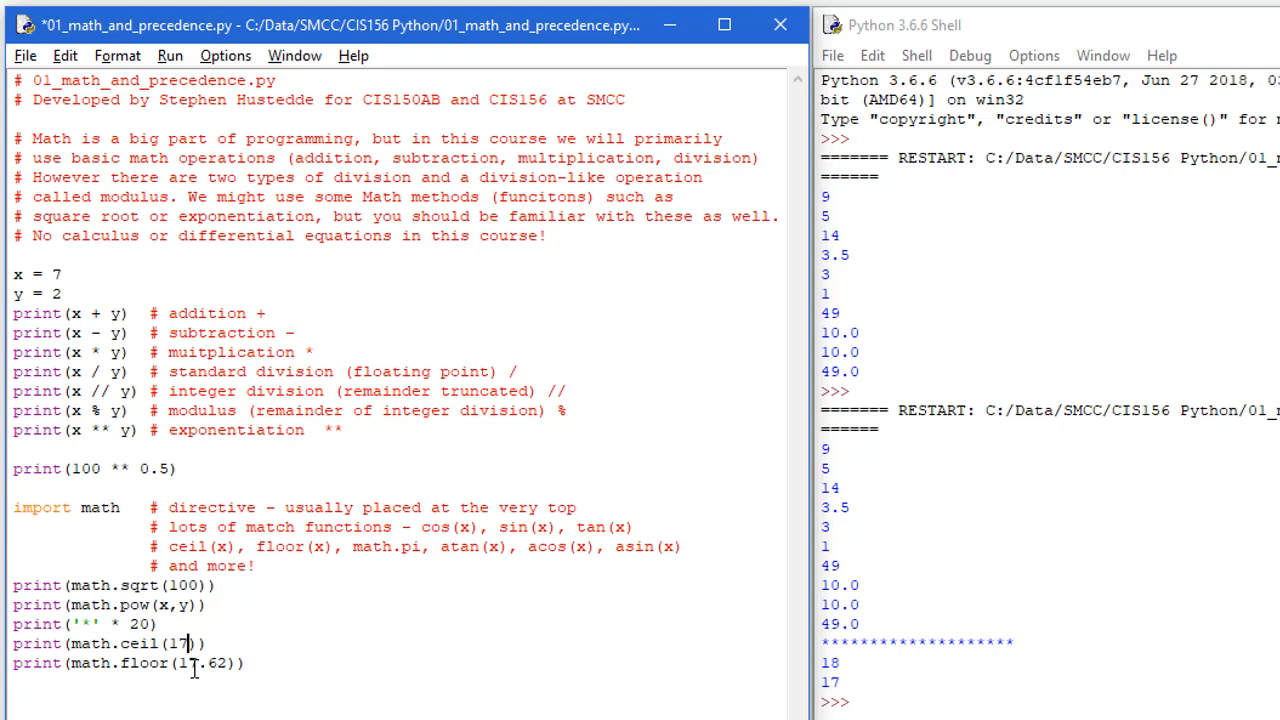 *01_math_and_precedence.py - C:/Data/SMCC/CIS156 Python/01_math_and_precedence.py...
File Edit Format Run Options Window Help
# 01_math_and_precedence.py
# Developed by Stephen Hustedde for CIS150AB and CIS156 at SMCC
# Math is a big part of programming, but in this course we will primarily
# use basic math operations (addition, subtraction, multiplication, division)
# However there are two types of division and a division-like operation
# called modulus. We might use some Math methods (funcitons) such as
# square root or exponentiation, but you should be familiar with these as well.
# No calculus or differential equations in this course!
x = 7
y = 2
print(x + y)  # addition +
print(x - y)  # subtraction -
print(x * y)  # muitplication *
print(x / y)  # standard division (floating point) /
print(x // y) # integer division (remainder truncated) //
print(x % y)  # modulus (remainder of integer division) %
print(x ** y) # exponentiation  **
print(100 ** 0.5)
import math   # directive - usually placed at the very top
# lots of match functions - cos(x), sin(x), tan(x)
# ceil(x), floor(x), math.pi, atan(x), acos(x), asin(x)
# and more!
print(math.sqrt(100))
print(math.pow(x,y))
print('*' * 20)
print(math.ceil(17))
print(math.floor(17.62))
Python 3.6.6 Shell
File Edit Shell Debug Options Window Help
Python 3.6.6 (v3.6.6:4cf1f54eb7, Jun 27 2018, 03
bit (AMD64)] on win32
Type "copyright", "credits" or "license()" for
>>>
======= RESTART: C:/Data/SMCC/CIS156 Python/01_
======
9
5
14
3.5
3
1
49
10.0
10.0
49.0
>>>
======= RESTART: C:/Data/SMCC/CIS156 Python/01_
======
9
5
14
3.5
3
1
49
10.0
10.0
49.0
********************
18
17
>>>